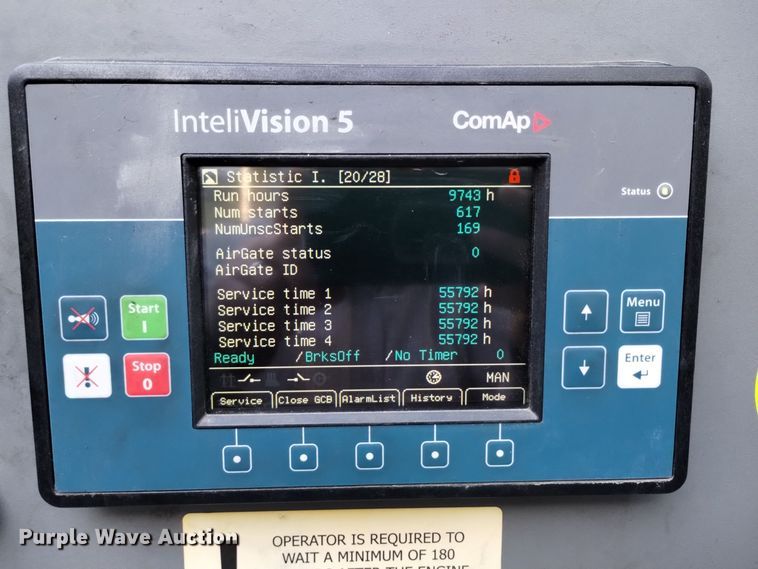 InteliVision 5
ComAp
Statistic I. [20/28]
Run hours 9743 h
Num starts 617
NumUnscStarts 169
AirGate status 0
AirGate ID
Service time 1 55792 h
Service time 2 55792 h
Service time 3 55792 h
Service time 4 55792 h
Ready /BrksOff /No Timer 0
MAN
Service Close GCB AlarmList History Mode
Status
Start
I
Stop
0
Menu
Enter
OPERATOR IS REQUIRED TO
WAIT A MINIMUM OF 180
AFTER THE ENGINE
Purple Wave Auction